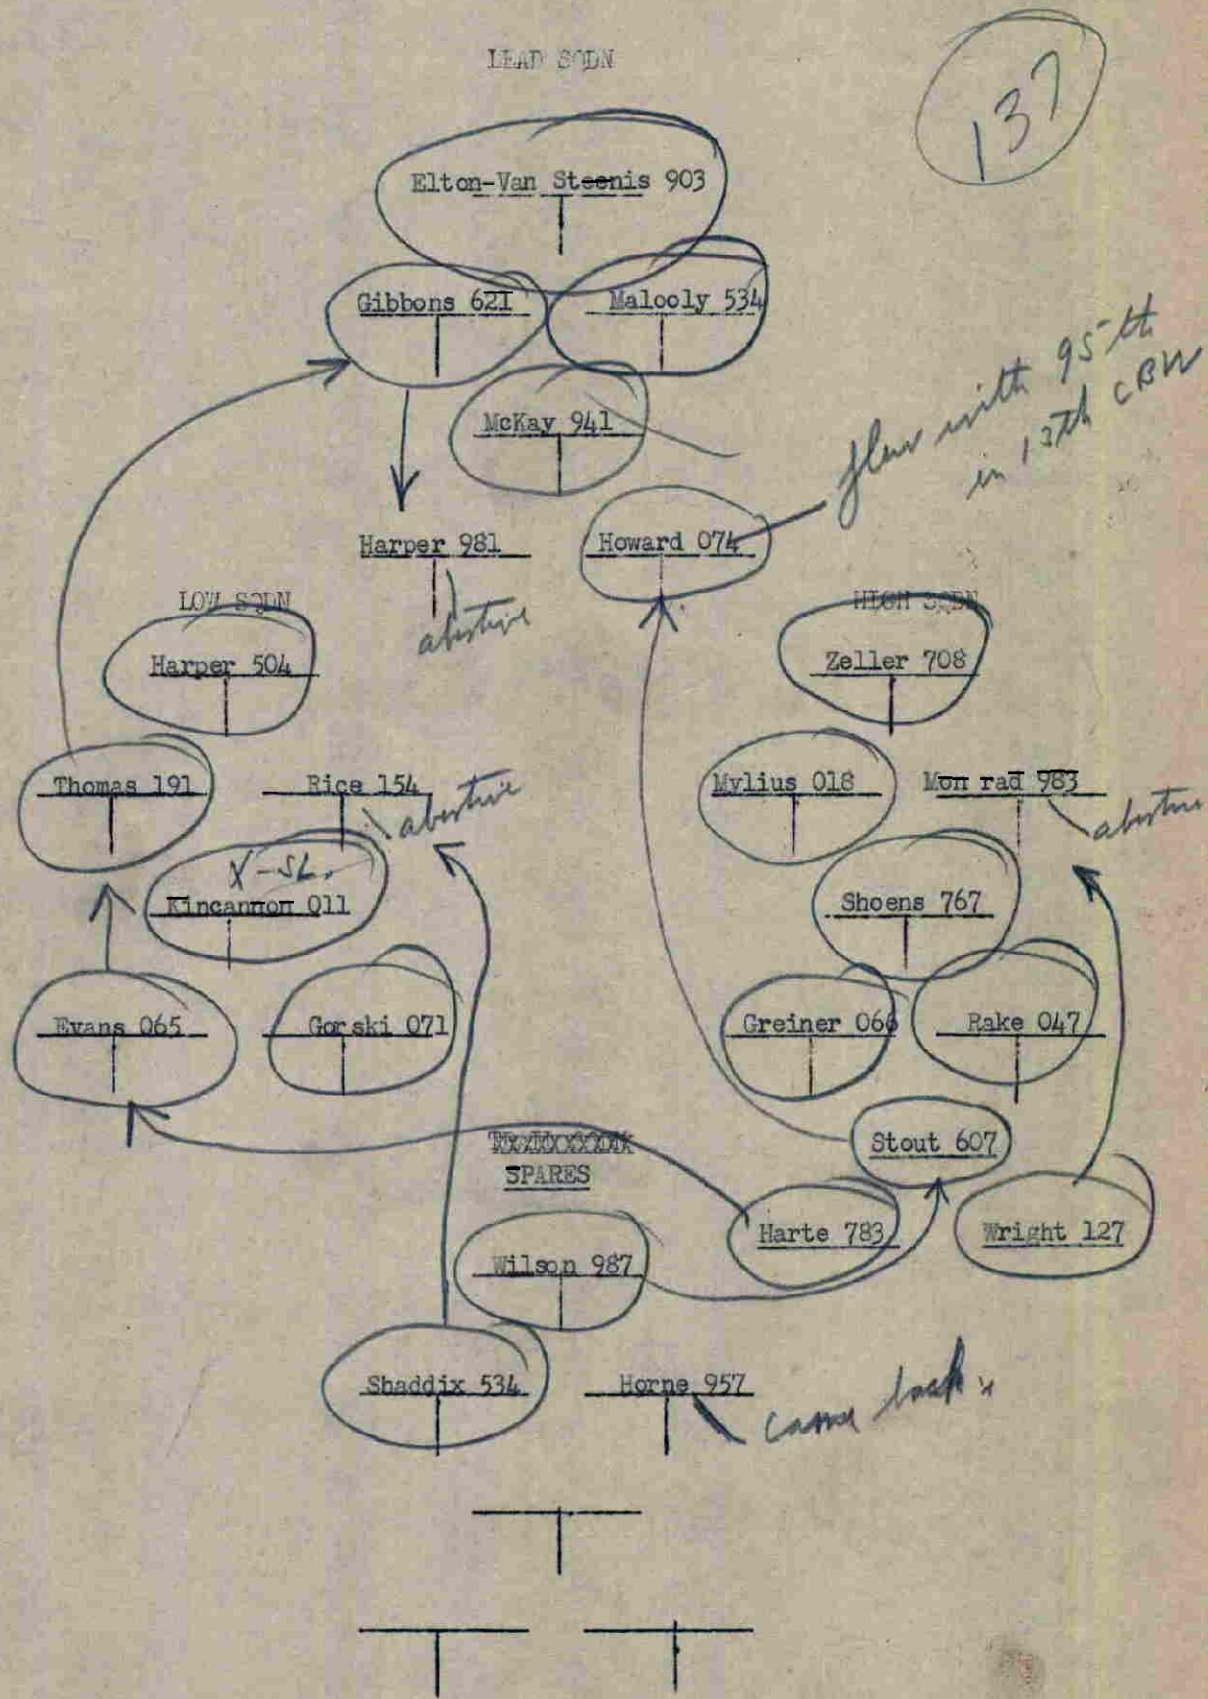 LEAD SQDN
137
Elton-Van Steenis 903
Gibbons 621
Malooly 534
McKay 941
flew with 95th
in 13th CBW
Harper 981
Howard 074
abortive
LOW SQDN
HIGH SQDN
Harper 504
Zeller 708
Thomas 191
Rice 154
abortive
Mylius 018
Mon rad 983
abortive
X-SL.
Kincannon 011
Shoens 767
Evans 065
Gorski 071
Greiner 066
Rake 047
Stout 607
SPARES
Wilson 987
Harte 783
Wright 127
Shaddix 534
Horne 957
came back